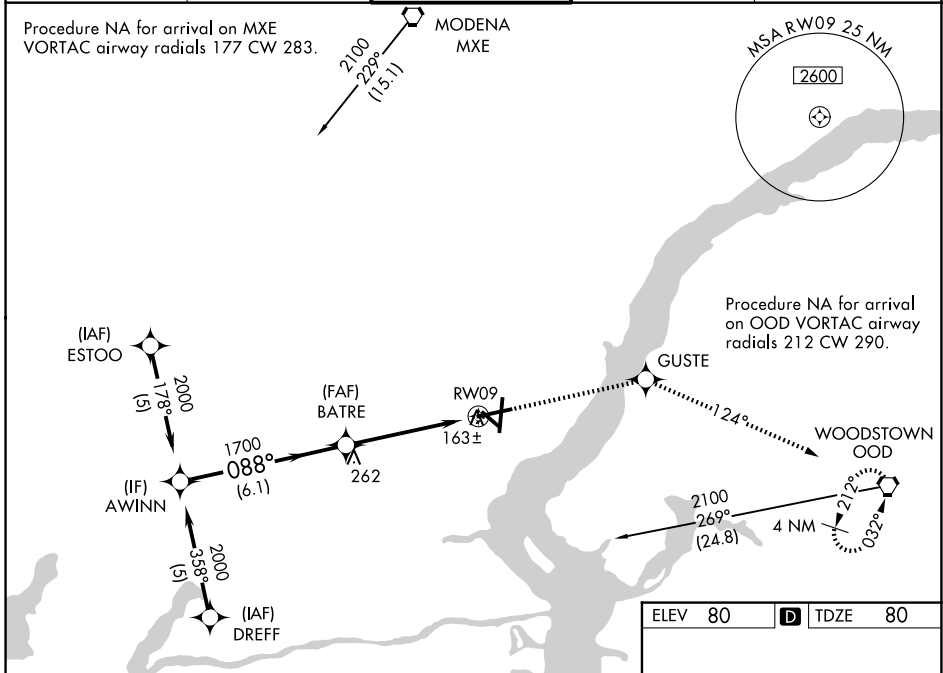 Procedure NA for arrival on MXE
VORTAC airway radials 177 CW 283.
MODENA
MXE
2100
229°
(15.1)
MSA RW09 25 NM
2600
Procedure NA for arrival
on OOD VORTAC airway
radials 212 CW 290.
(IAF)
ESTOO
2000
178°
(5)
(FAF)
BATRE
RW09
163±
GUSTE
124°
1700
088°
(6.1)
262
(IF)
AWINN
WOODSTOWN
OOD
2100
269°
(24.8)
4 NM
212°
032°
2000
358°
(5)
(IAF)
DREFF
ELEV 80 D TDZE 80